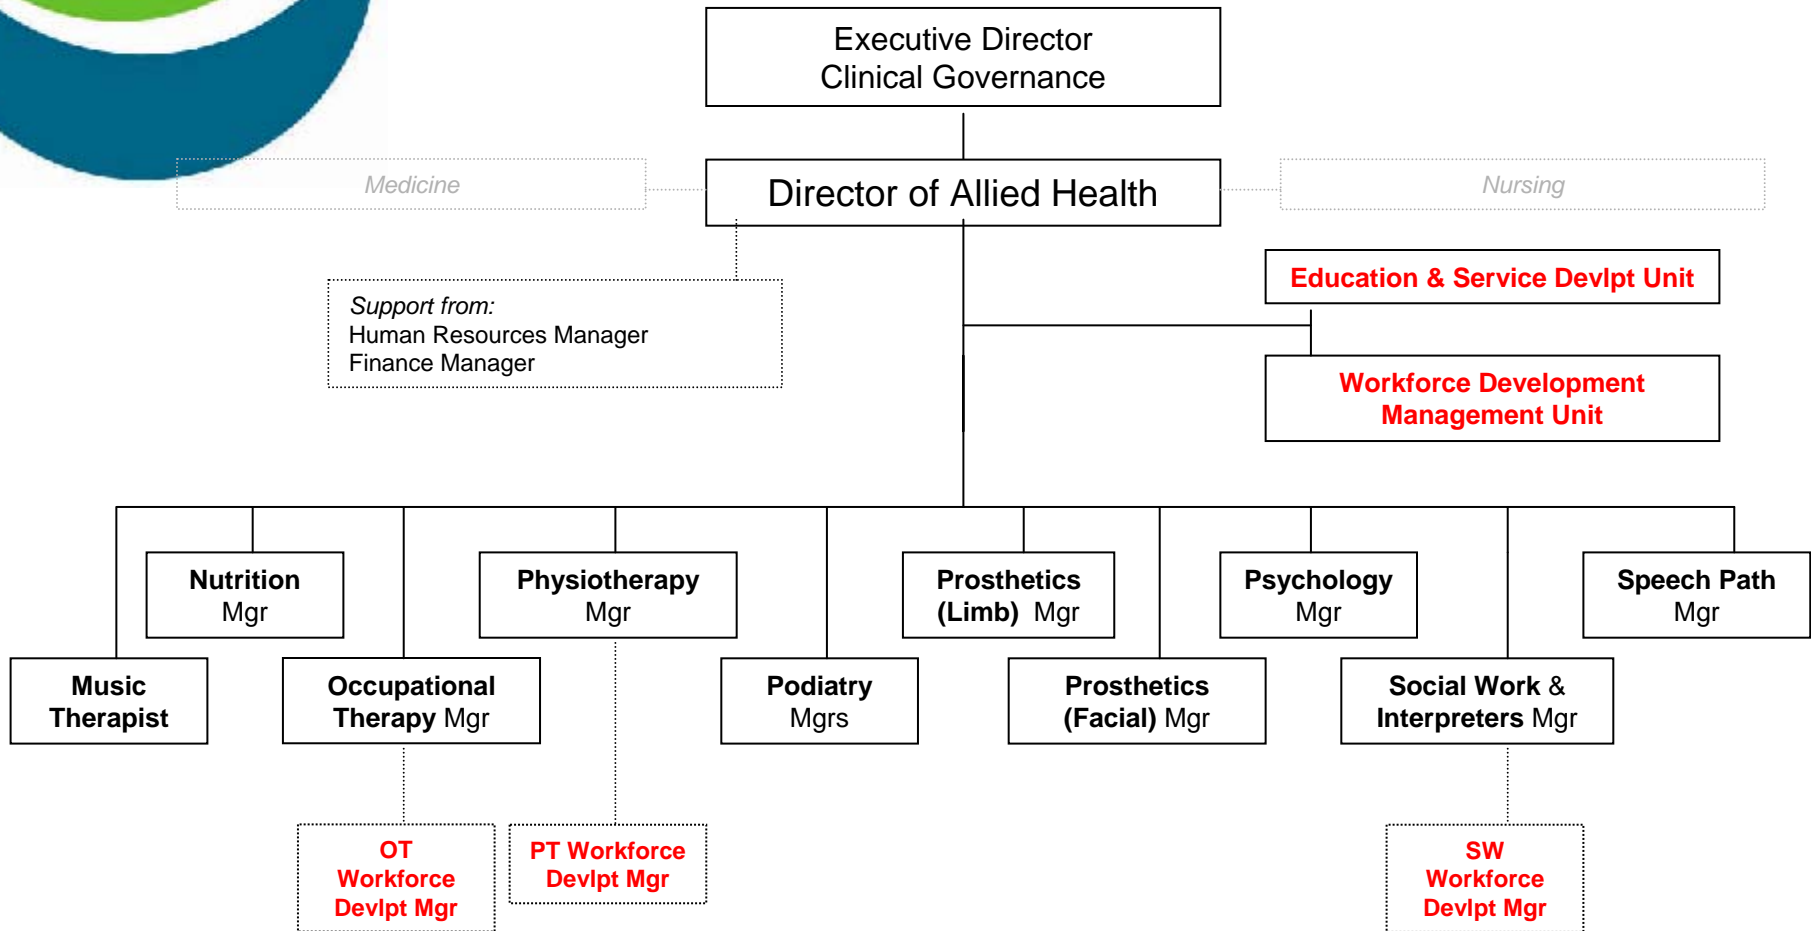 Executive Director
Clinical Governance
Medicine
Director of Allied Health
Nursing
Support from:
Human Resources Manager
Finance Manager
Education & Service Devlpt Unit
Workforce Development
Management Unit
Nutrition
Mgr
Physiotherapy
Mgr
Prosthetics
(Limb) Mgr
Psychology
Mgr
Speech Path
Mgr
Music
Therapist
Occupational
Therapy Mgr
Podiatry
Mgrs
Prosthetics
(Facial) Mgr
Social Work &
Interpreters Mgr
OT
Workforce
Devlpt Mgr
PT Workforce
Devlpt Mgr
SW
Workforce
Devlpt Mgr